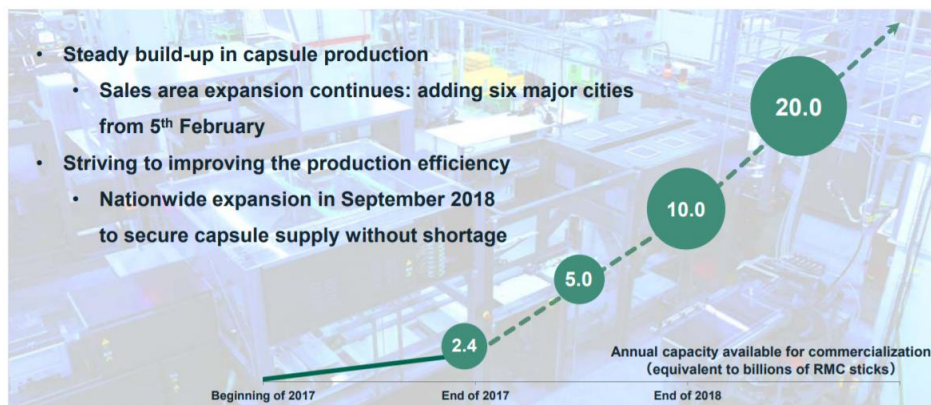 • Steady build-up in capsule production
• Sales area expansion continues: adding six major cities
from 5th February
• Striving to improving the production efficiency
• Nationwide expansion in September 2018
to secure capsule supply without shortage
20.0
10.0
5.0
2.4
Annual capacity available for commercialization
(equivalent to billions of RMC sticks)
Beginning of 2017
End of 2017
End of 2018